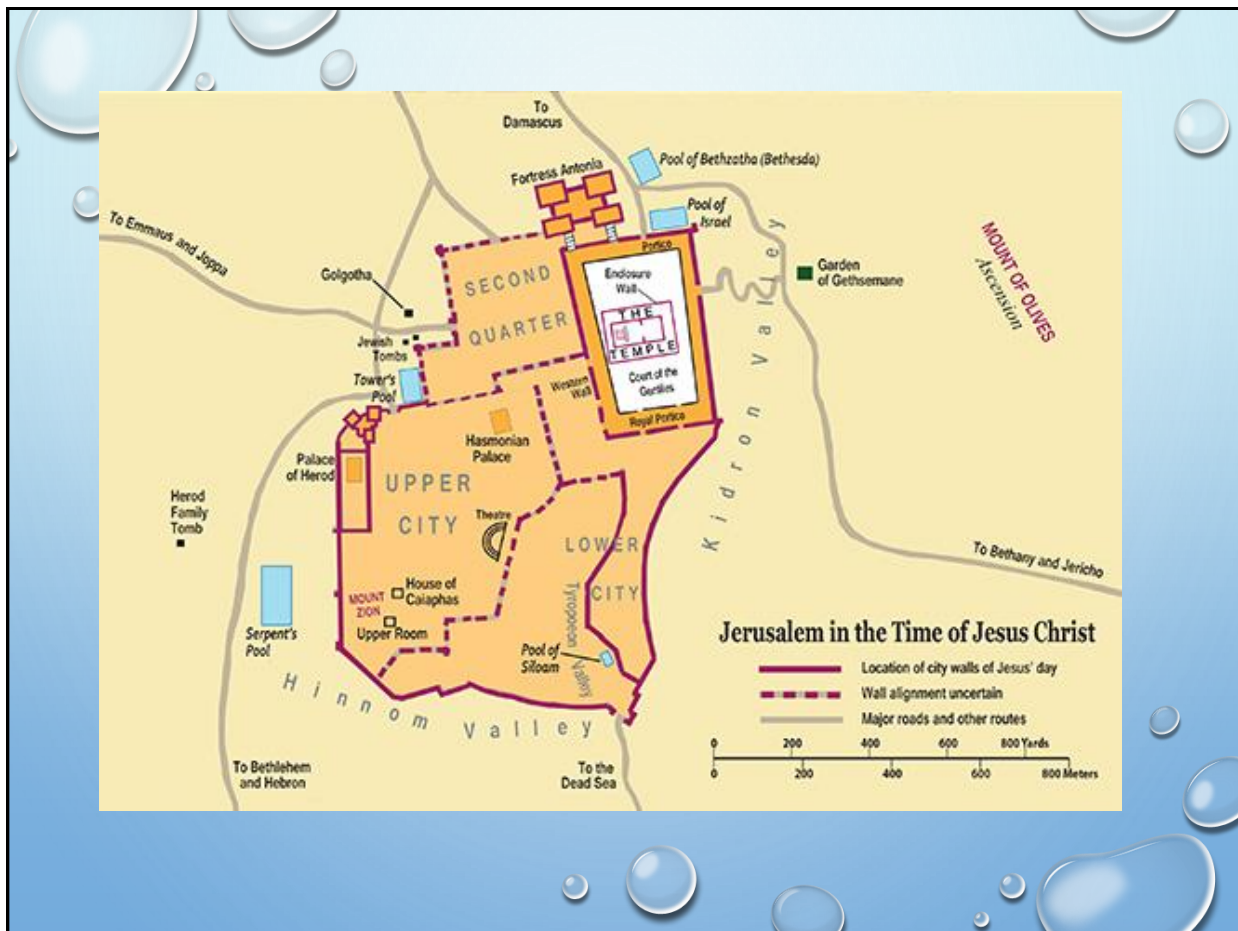 To
Damascus
Pool of Bethzatha (Bethesda)
Fortress Antonia
Pool of
Israel
To Emmaus and Joppa
Portico
MOUNT OF OLIVES
Ascension
Golgotha
SECOND
QUARTER
Enclosure
Wall
Garden
of Gethsemane
THE
TEMPLE
Jewish
Tombs
Tower's
Pool
Western
Wall
Court of the
Gentiles
Royal Portico
Kidron Valley
Hasmonian
Palace
Palace
of Herod
UPPER
CITY
Herod
Family
Tomb
Theatre
LOWER
CITY
To Bethany and Jericho
House of
Caiaphas
MOUNT
ZION
Upper Room
Tyropoeon Valley
Serpent's
Pool
Pool of
Siloam
Hinnom Valley
To Bethlehem
and Hebron
To the
Dead Sea
Jerusalem in the Time of Jesus Christ
Location of city walls of Jesus' day
Wall alignment uncertain
Major roads and other routes
0 200 400 600 800 Yards
0 200 400 600 800 Meters